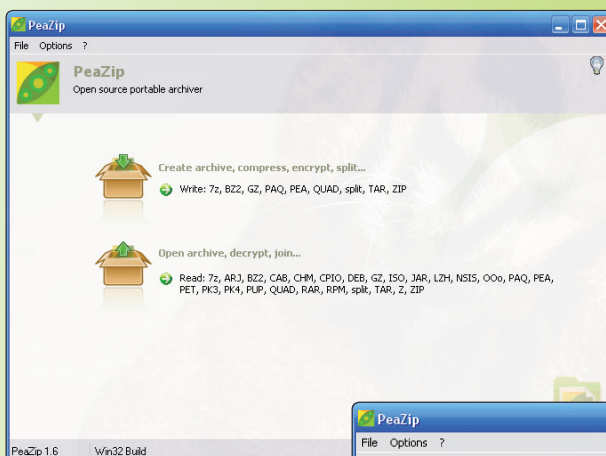 PeaZip
File Options ?
PeaZip
Open source portable archiver
Create archive, compress, encrypt, split...
Write: 7z, BZ2, GZ, PAQ, PEA, QUAD, split, TAR, ZIP
Open archive, decrypt, join...
Read: 7z, ARJ, BZ2, CAB, CHM, CPIO, DEB, GZ, ISO, JAR, LZH, NSIS, OOo, PAQ, PEA,
PET, PK3, PK4, PUP, QUAD, RAR, RPM, split, TAR, Z, ZIP
PeaZip 1.6 Win32 Build
PeaZip
File Options ?